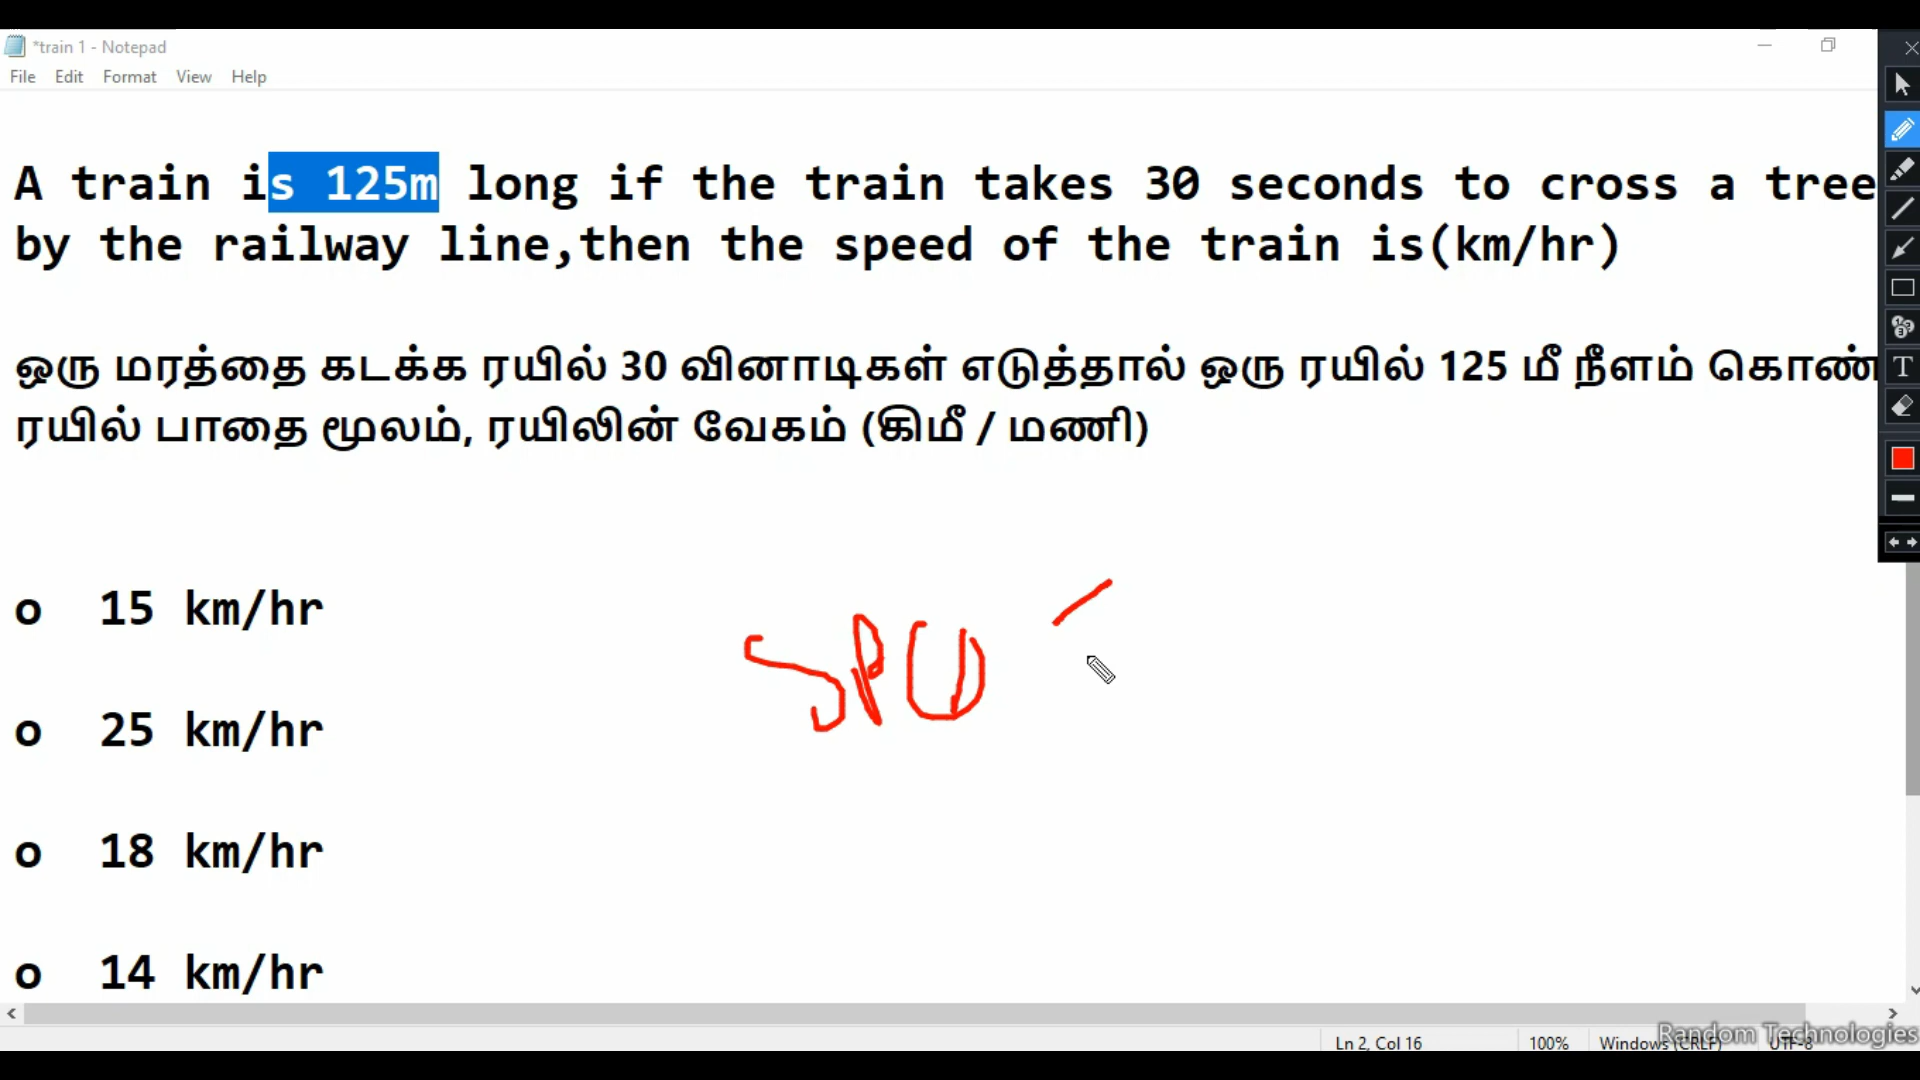 *train 1 - Notepad
File Edit Format View Help
A train is 125m long if the train takes 30 seconds to cross a tree
by the railway line,then the speed of the train is(km/hr)
ஒரு மரத்தை கடக்க ரயில் 30 வினாடிகள் எடுத்தால் ஒரு ரயில் 125 மீ நீளம் கொண்
ரயில் பாதை மூலம், ரயிலின் வேகம் (கிமீ / மணி)
o 15 km/hr
SPD
o 25 km/hr
o 18 km/hr
o 14 km/hr
Ln 2, Col 16 100% Windows (CRLF) UTF-8
Random Technologies